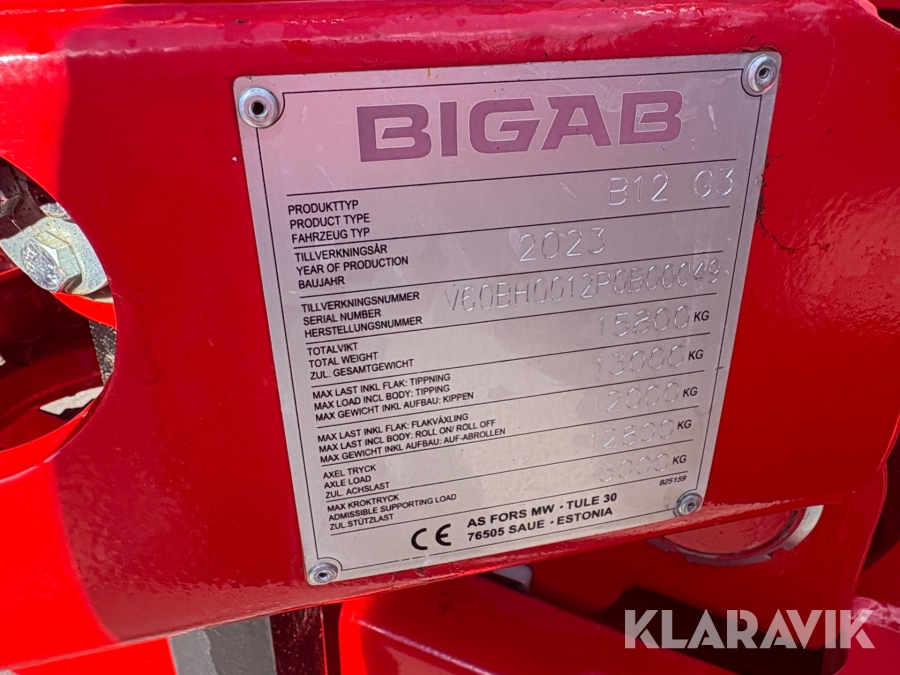 BIGAB
PRODUKTTYP
PRODUCT TYPE
FAHRZEUG TYP
B12 G3
TILLVERKNINGSÅR
YEAR OF PRODUCTION
BAUJAHR
2023
TILLVERKNINGSNUMMER
SERIAL NUMBER
HERSTELLUNGSNUMMER
V60BH0012P0B00049
TOTALVIKT
TOTAL WEIGHT
ZUL. GESAMTGEWICHT
15800 KG
MAX LAST INKL FLAK: TIPPNING
MAX LOAD INCL BODY: TIPPING
MAX GEWICHT INKL AUFBAU: KIPPEN
13000 KG
MAX LAST INKL FLAK: FLAKVÄXLING
MAX LAST INCL BODY: ROLL ON/ ROLL OFF
MAX GEWICHT INKL AUFBAU: AUF-ABROLLEN
2000 KG
AXEL TRYCK
AXLE LOAD
ZUL. ACHSLAST
12800 KG
MAX KROKTRYCK
ADMISSIBLE SUPPORTING LOAD
ZUL STÜTZLAST
3000 KG
925159
CE AS FORS MW · TULE 30
76505 SAUE · ESTONIA
KLARAVIK